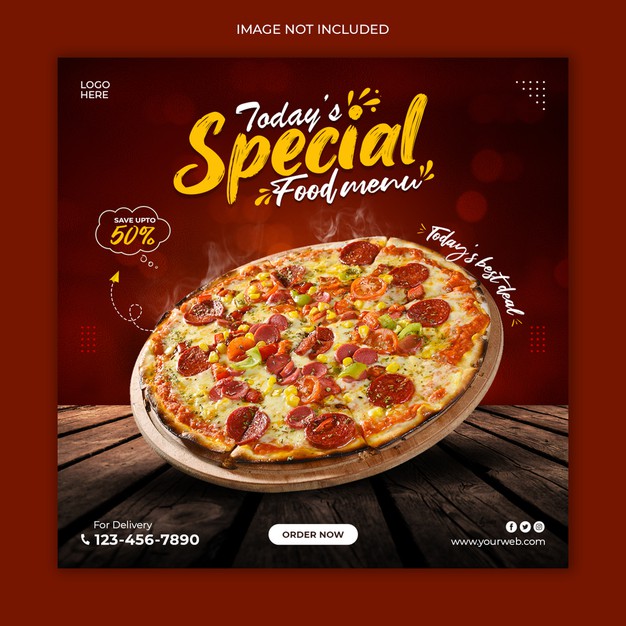 IMAGE NOT INCLUDED
LOGO
HERE
Today's
Special
Food menu
SAVE UPTO
50%
Today's best deal
For Delivery
123-456-7890
ORDER NOW
www.yourweb.com